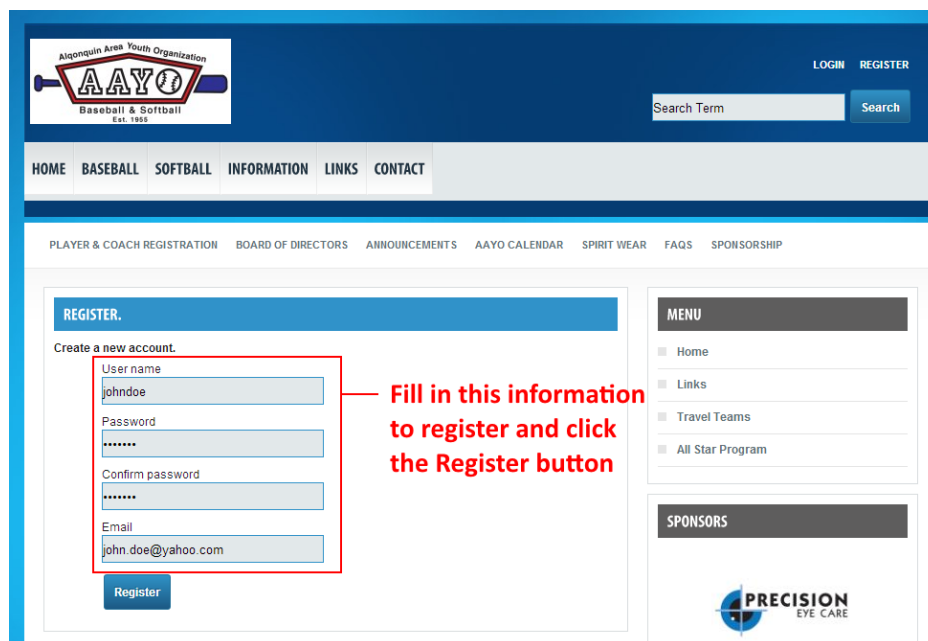 Algonquin Area Youth Organization
AAYO
Baseball & Softball
Est. 1955
LOGIN REGISTER
Search Term Search
HOME BASEBALL SOFTBALL INFORMATION LINKS CONTACT
PLAYER & COACH REGISTRATION BOARD OF DIRECTORS ANNOUNCEMENTS AAYO CALENDAR SPIRIT WEAR FAQS SPONSORSHIP
REGISTER.
Create a new account.
User name
johndoe
Password
•••••••
Confirm password
•••••••
Email
john.doe@yahoo.com
Register
Fill in this information
to register and click
the Register button
MENU
Home
Links
Travel Teams
All Star Program
SPONSORS
PRECISION
EYE CARE